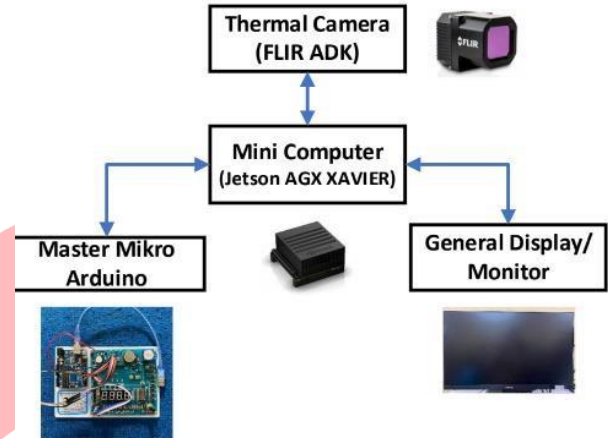 Thermal Camera
(FLIR ADK)
FLIR
Mini Computer
(Jetson AGX XAVIER)
Master Mikro
Arduino
General Display/
Monitor